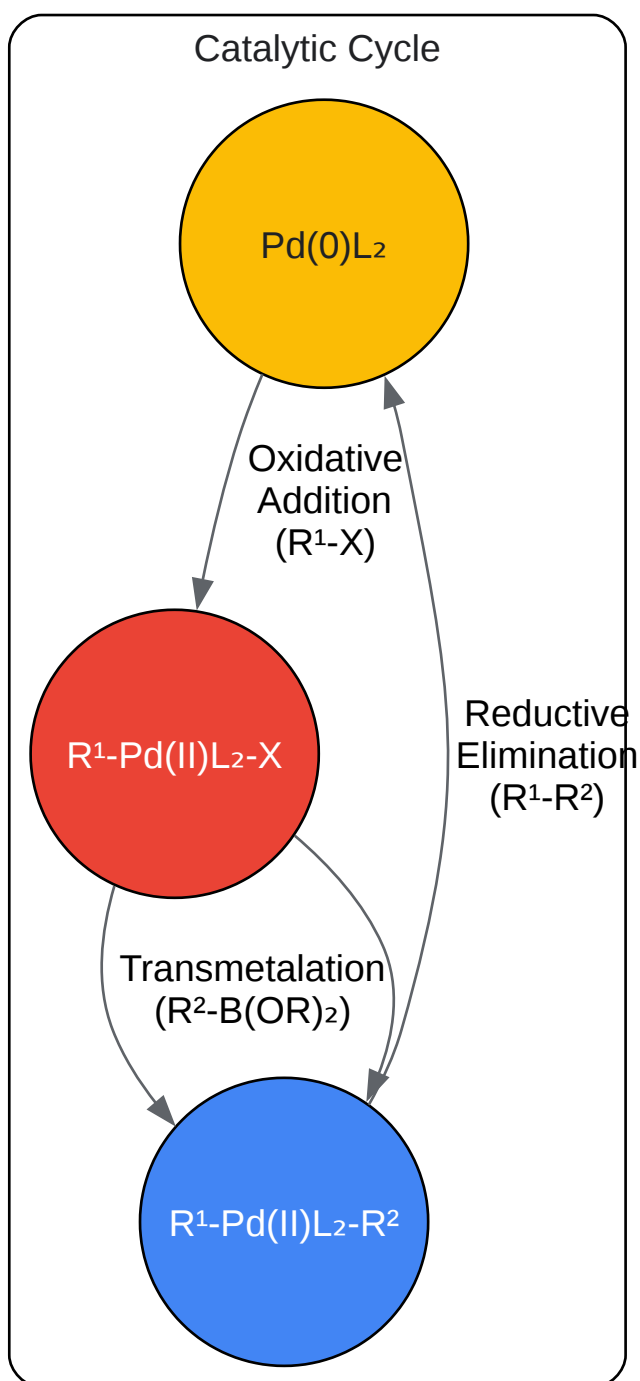 Catalytic Cycle
Pd(0)L₂
Oxidative
Addition
(R¹-X)
R¹-Pd(II)L₂-X
Reductive
Elimination
(R¹-R²)
Transmetalation
(R²-B(OR)₂)
R¹-Pd(II)L₂-R²